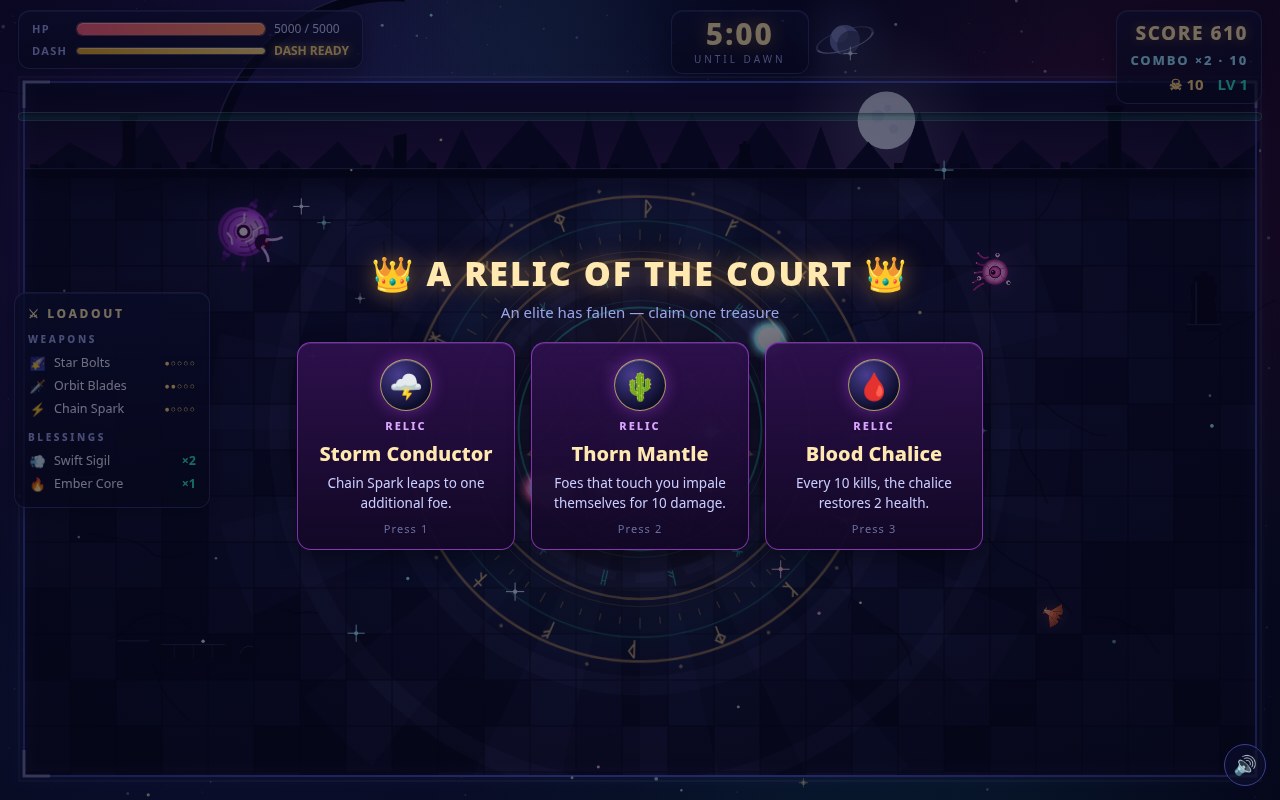 HP 5000 / 5000
DASH DASH READY
5:00
UNTIL DAWN
SCORE 610
COMBO ×2 · 10
☠ 10 LV 1
👑 A RELIC OF THE COURT 👑
An elite has fallen — claim one treasure
⚔ LOADOUT
WEAPONS
Star Bolts
Orbit Blades
Chain Spark
BLESSINGS
Swift Sigil ×2
Ember Core ×1
RELIC
Storm Conductor
Chain Spark leaps to one
additional foe.
Press 1
RELIC
Thorn Mantle
Foes that touch you impale
themselves for 10 damage.
Press 2
RELIC
Blood Chalice
Every 10 kills, the chalice
restores 2 health.
Press 3